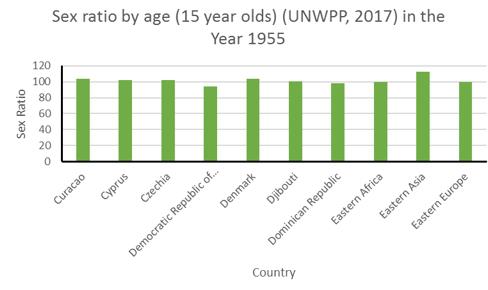 Sex ratio by age (15 year olds) (UNWPP, 2017) in the
Year 1955
120
100
80
60
40
20
0
Sex Ratio
Curacao
Cyprus
Czechia
Democratic Republic of...
Denmark
Djibouti
Dominican Republic
Eastern Africa
Eastern Asia
Eastern Europe
Country